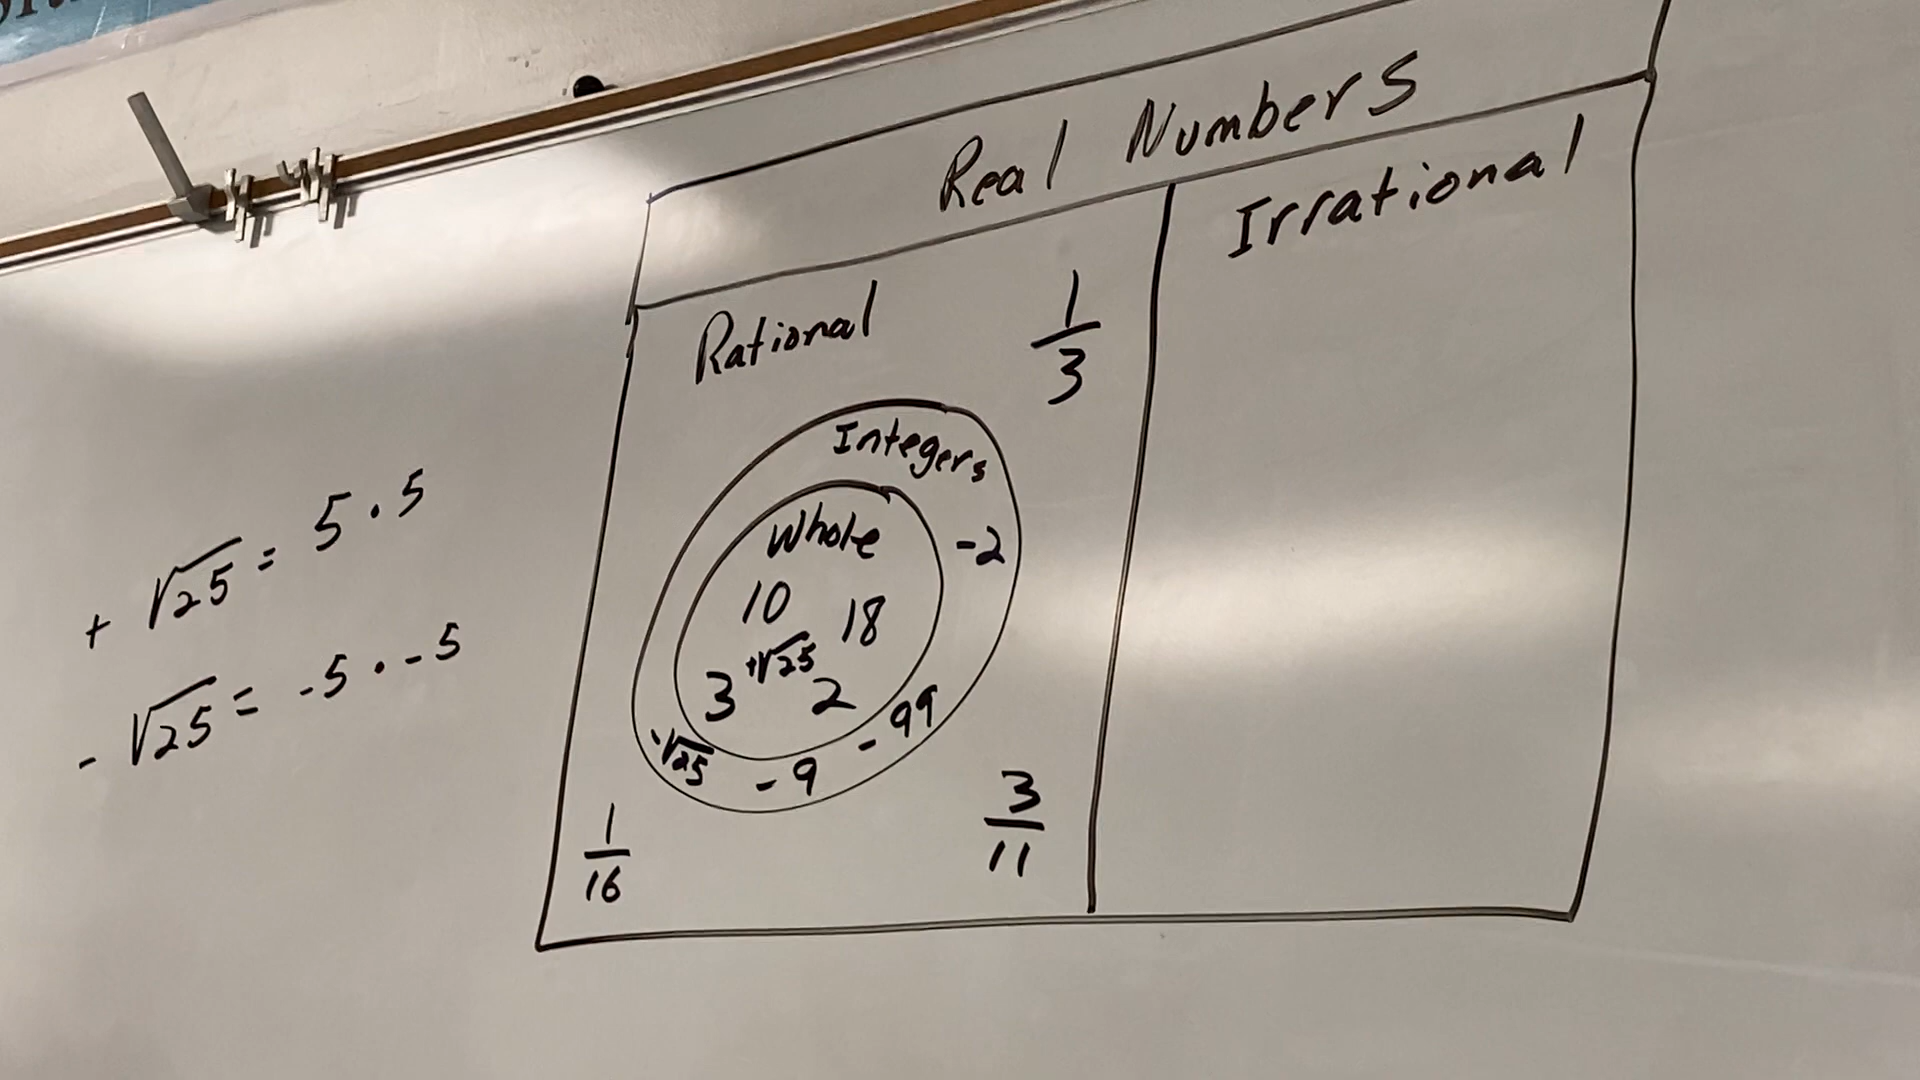 Real Numbers
Rational
Irrational
1/3
Integers
Whole
-2
10
18
+√25
3
2
-99
-√25
-9
1/16
3/11
+ √25 = 5 · 5
- √25 = -5 · -5